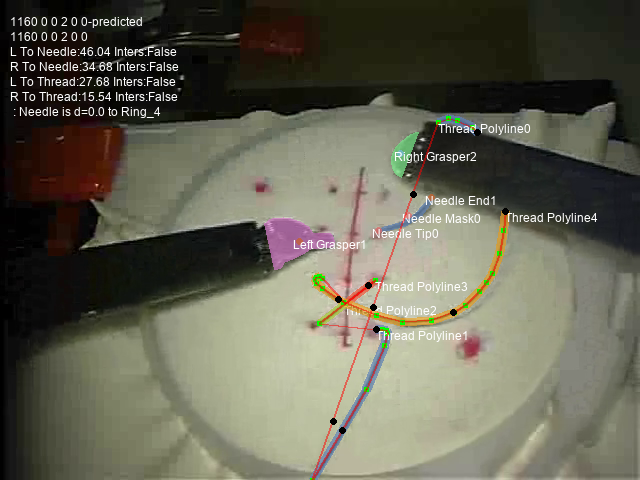 1160 0 0 2 0 0-predicted
1160 0 0 2 0 0
L To Needle:46.04 Inters:False
R To Needle:34.68 Inters:False
L To Thread:27.68 Inters:False
R To Thread:15.54 Inters:False
: Needle is d=0.0 to Ring_4
Thread Polyline0
Right Grasper2
Needle End1
Needle Mask0
Thread Polyline4
Needle Tip0
Left Grasper1
Thread Polyline3
Thread Polyline2
Thread Polyline1